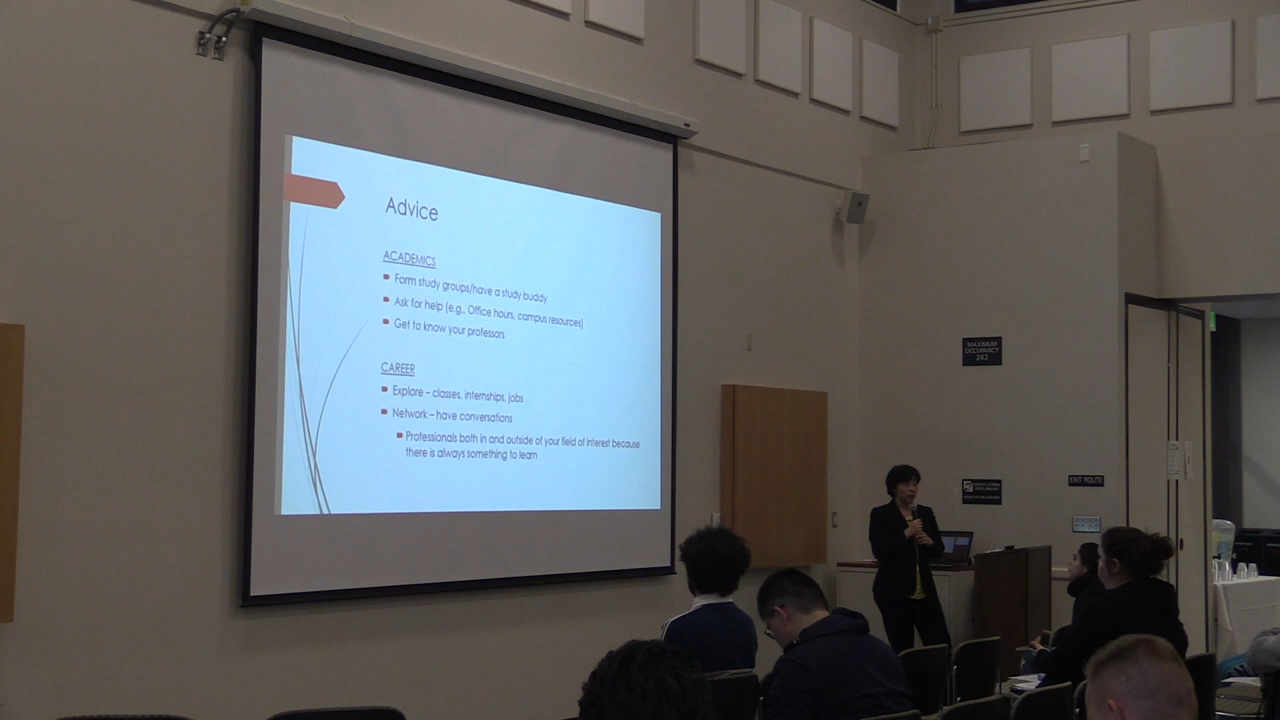 Advice
ACADEMICS
Form study groups/have a study buddy
Ask for help (e.g., Office hours, campus resources)
Get to know your professors
CAREER
Explore – classes, internships, jobs
Network – have conversations
Professionals both in and outside of your field of interest because
there is always something to learn
MAXIMUM
OCCUPANCY
242
EXIT ROUTE